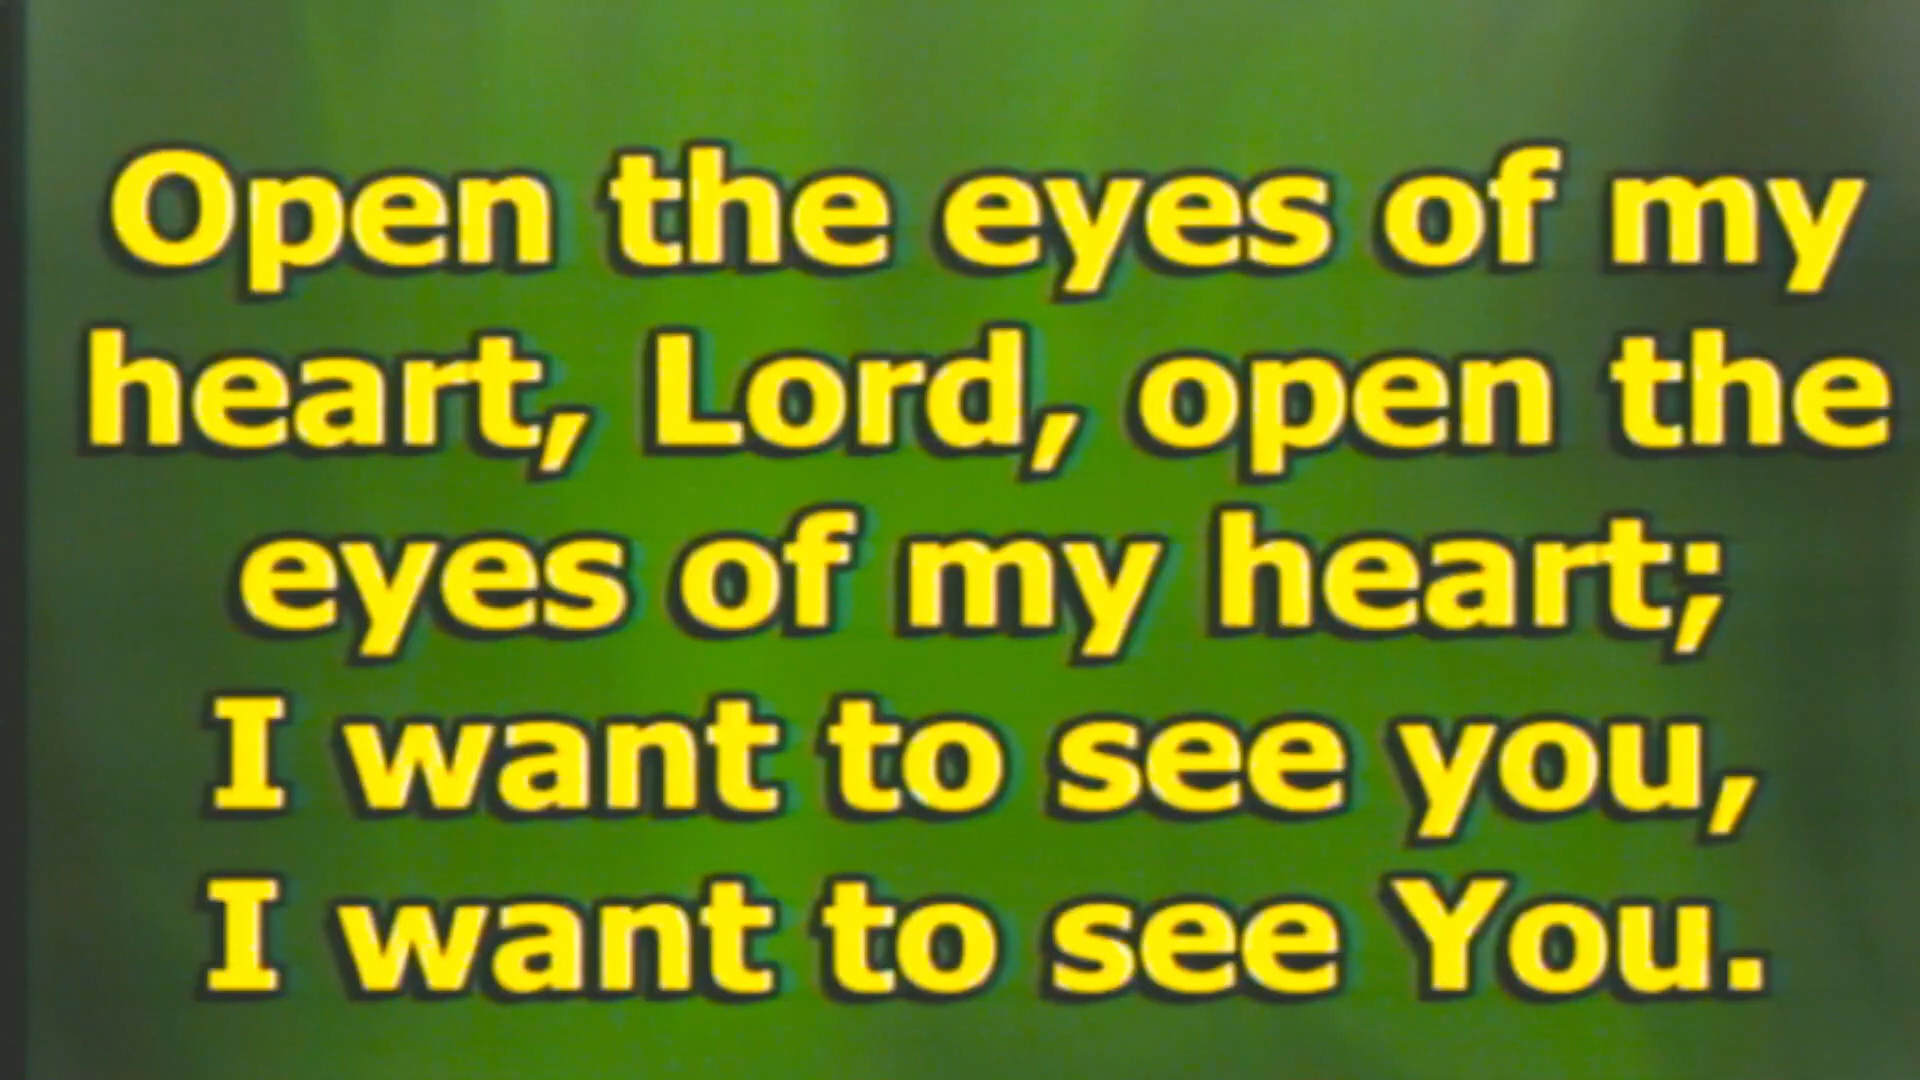 Open the eyes of my
heart, Lord, open the
eyes of my heart;
I want to see you,
I want to see You.